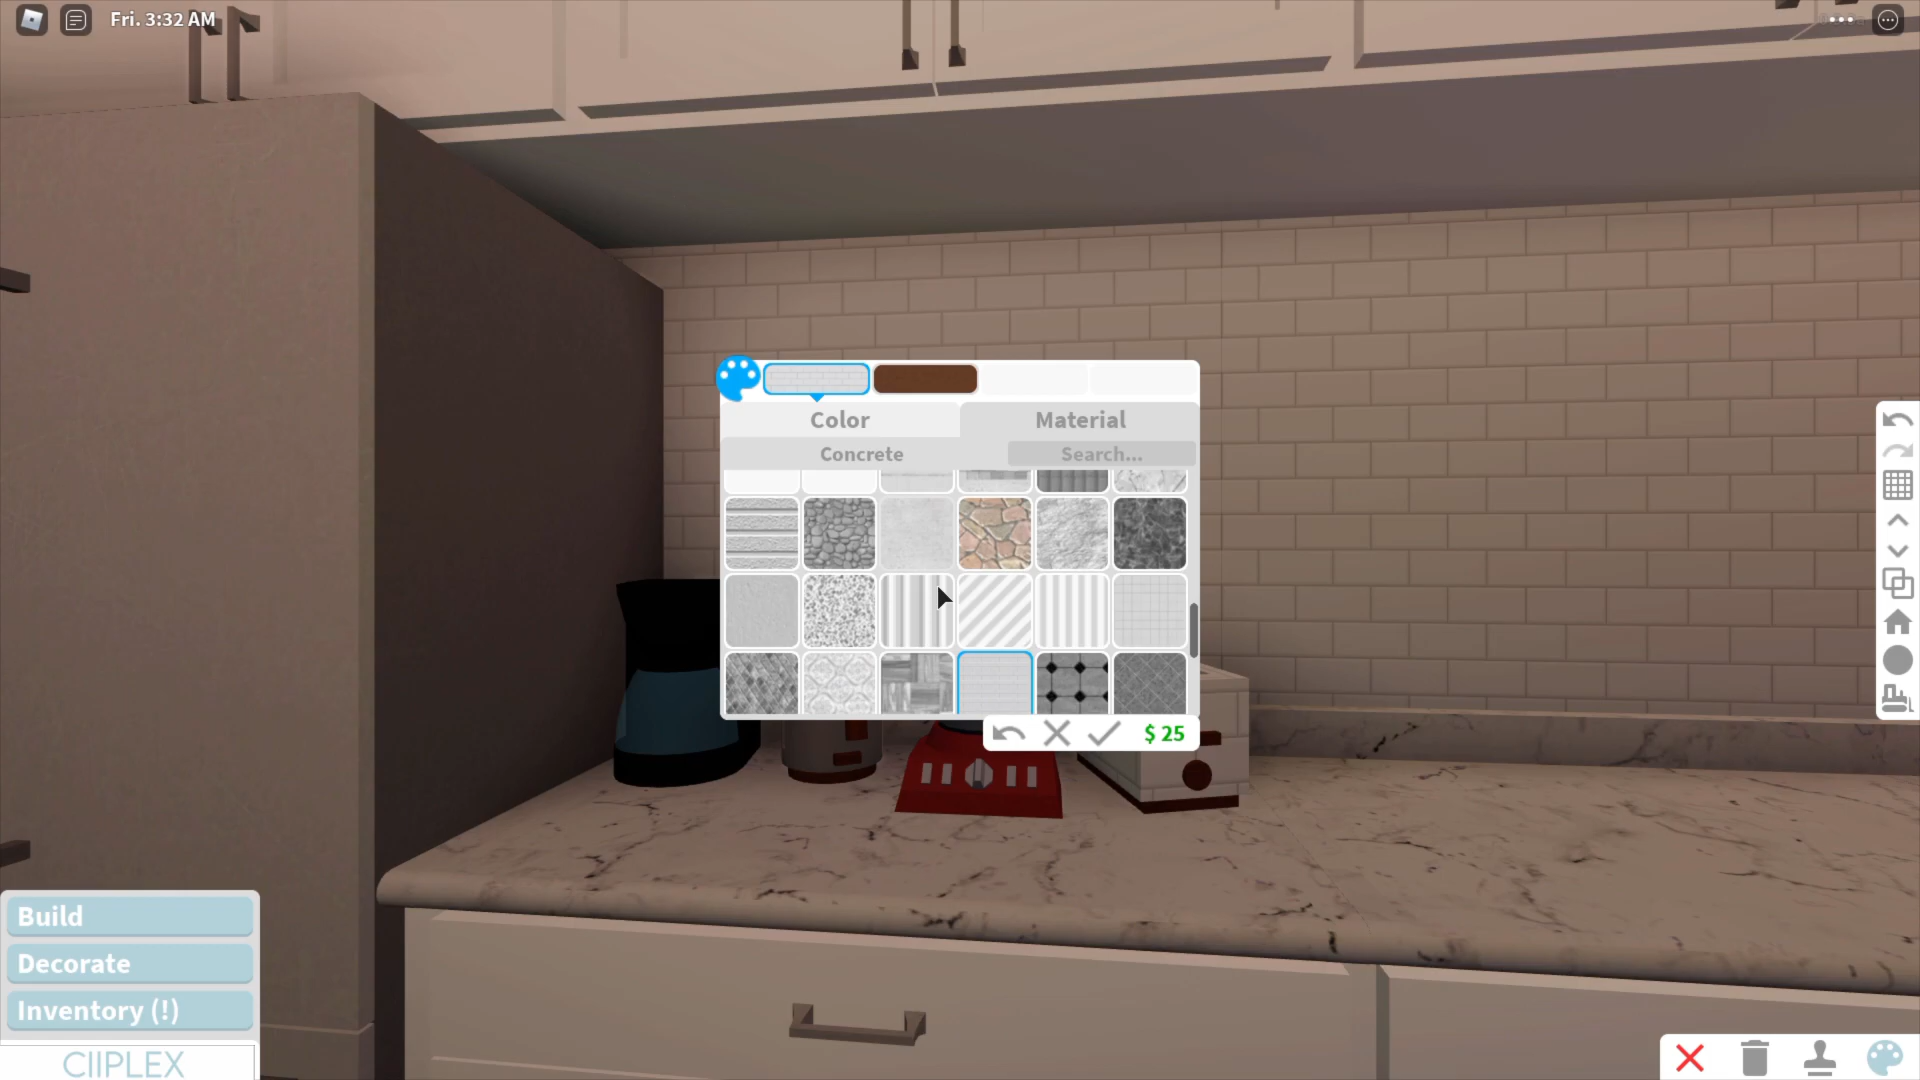 Fri. 3:32 AM
Color
Material
Concrete
Search...
$ 25
Build
Decorate
Inventory (!)
CIIPLEX